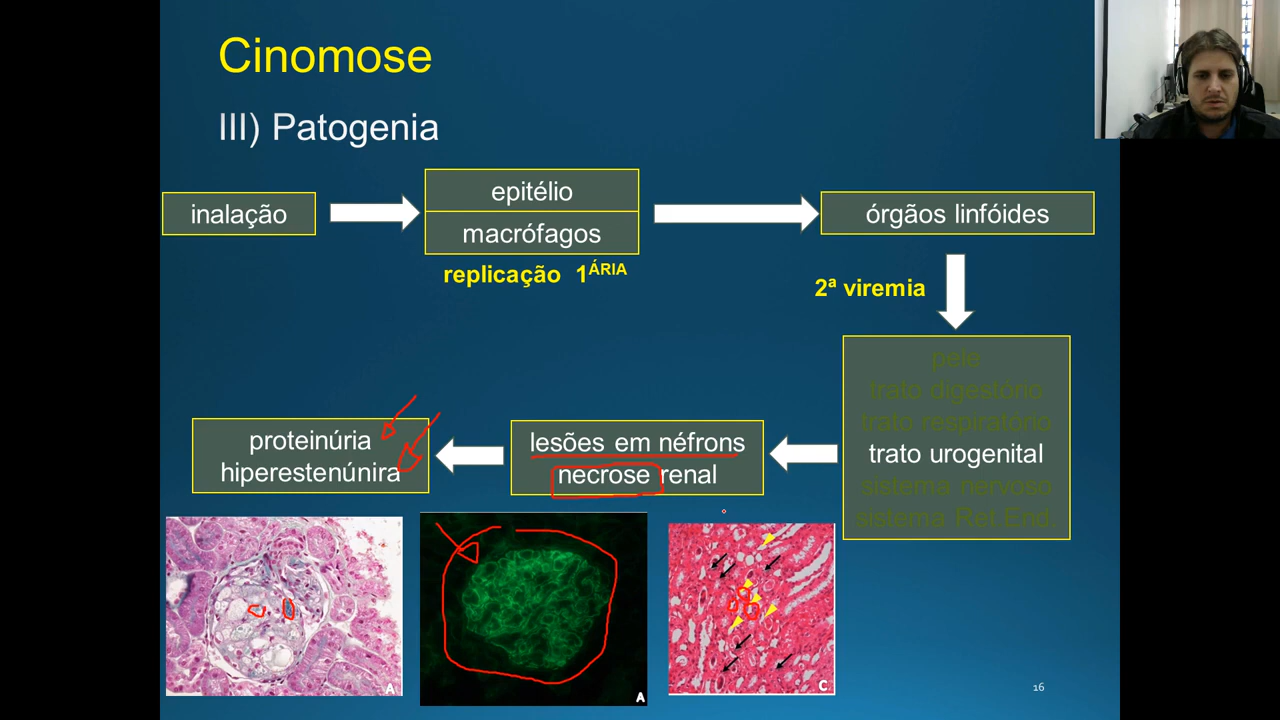 Cinomose
III) Patogenia
inalação
epitélio
macrófagos
replicação 1ÁRIA
órgãos linfóides
2ª viremia
pele
trato digestório
trato respiratório
trato urogenital
sistema nervoso
sistema Ret End.
lesões em néfrons
necrose renal
proteinúria
hiperestenúnira
A
A
C
16